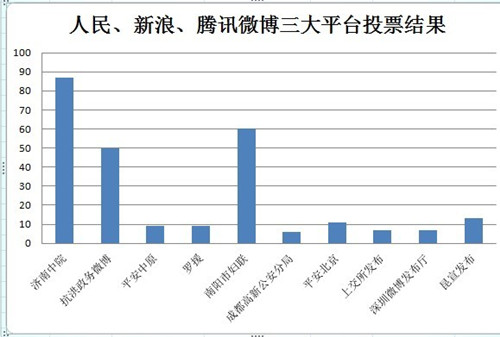 人民、新浪、腾讯微博三大平台投票结果
100
90
80
70
60
50
40
30
20
10
0
济南中院
抗洪政务微博
平安中原
罗援
南阳市妇联
成都高新公安分局
平安北京
上交所发布
深圳微博发布厅
昆宣发布